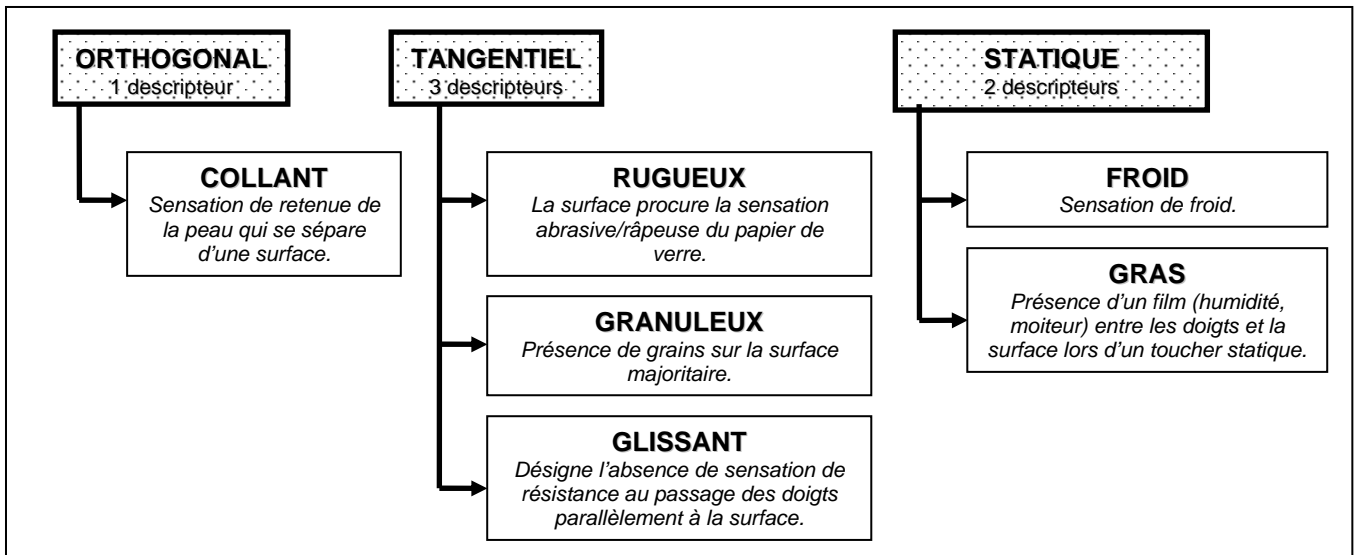 ORTHOGONAL
1 descripteur
COLLANT
Sensation de retenue de
la peau qui se sépare
d'une surface.
TANGENTIEL
3 descripteurs
RUGUEUX
La surface procure la sensation
abrasive/râpeuse du papier de
verre.
GRANULEUX
Présence de grains sur la surface
majoritaire.
GLISSANT
Désigne l'absence de sensation de
résistance au passage des doigts
parallèlement à la surface.
STATIQUE
2 descripteurs
FROID
Sensation de froid.
GRAS
Présence d'un film (humidité,
moiteur) entre les doigts et la
surface lors d'un toucher statique.